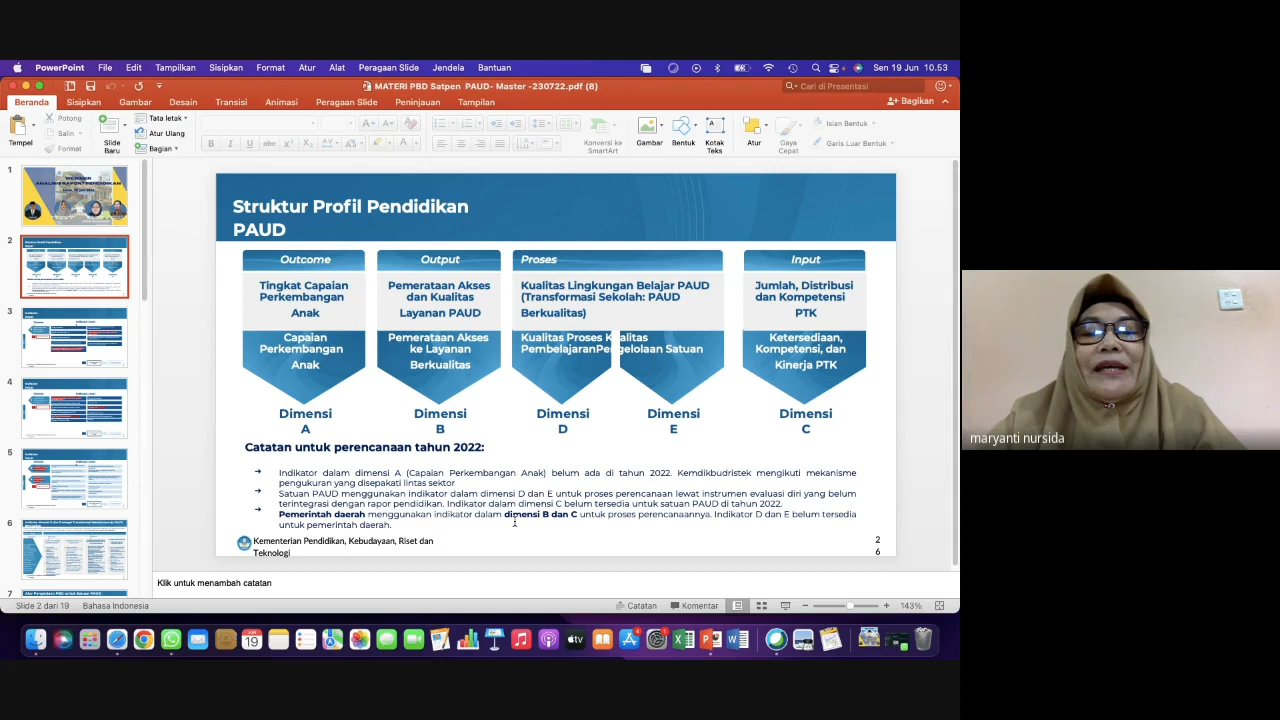 PowerPoint File Edit Tampilkan Sisipkan Format Atur Alat Peragaan Slide Jendela Bantuan Sen 19 Jun 10.53
MATERI PBD Satpen PAUD- Master -230722.pdf (8)
Cari di Presentasi
Beranda Sisipkan Gambar Desain Transisi Animasi Peragaan Slide Peninjauan Tampilan
Bagikan
Tempel
Potong
Salin
Format
Slide
Baru
Tata letak
Atur Ulang
Bagian
Konversi ke
SmartArt
Gambar
Bentuk
Kotak
Teks
Atur
Gaya
Cepat
Isian Bentuk
Garis Luar Bentuk
1
2
3
4
5
6
7
Struktur Profil Pendidikan
PAUD
Outcome
Output
Proses
Input
Tingkat Capaian
Perkembangan
Anak
Pemerataan Akses
dan Kualitas
Layanan PAUD
Kualitas Lingkungan Belajar PAUD
(Transformasi Sekolah: PAUD
Berkualitas)
Jumlah, Distribusi
dan Kompetensi
PTK
Capaian
Perkembangan
Anak
Pemerataan Akses
ke Layanan
Berkualitas
Kualitas Proses
Pembelajaran
Kualitas
Pengelolaan Satuan
Ketersediaan,
Kompetensi, dan
Kinerja PTK
Dimensi
A
Dimensi
B
Dimensi
D
Dimensi
E
Dimensi
C
Catatan untuk perencanaan tahun 2022:
➔ Indikator dalam Dimensi A (Capaian Perkembangan Anak) belum ada di tahun 2022. Kemdikbudristek mengikuti mekanisme
pengukuran yang disepakati lintas sektor
Satuan PAUD menggunakan indikator dalam dimensi D dan E untuk proses perencanaan lewat instrumen evaluasi diri yang belum
terintegrasi dengan rapor pendidikan. Indikator dalam dimensi C belum tersedia untuk satuan PAUD di tahun 2022.
➔ Pemerintah daerah menggunakan indikator dalam dimensi B dan C untuk proses perencanaannya. Indikator D dan E belum tersedia
untuk pemerintah daerah.
Kementerian Pendidikan, Kebudayaan, Riset dan
Teknologi
2
6
Klik untuk menambah catatan
Slide 2 dari 19 Bahasa Indonesia Catatan Komentar 143%
maryanti nursida